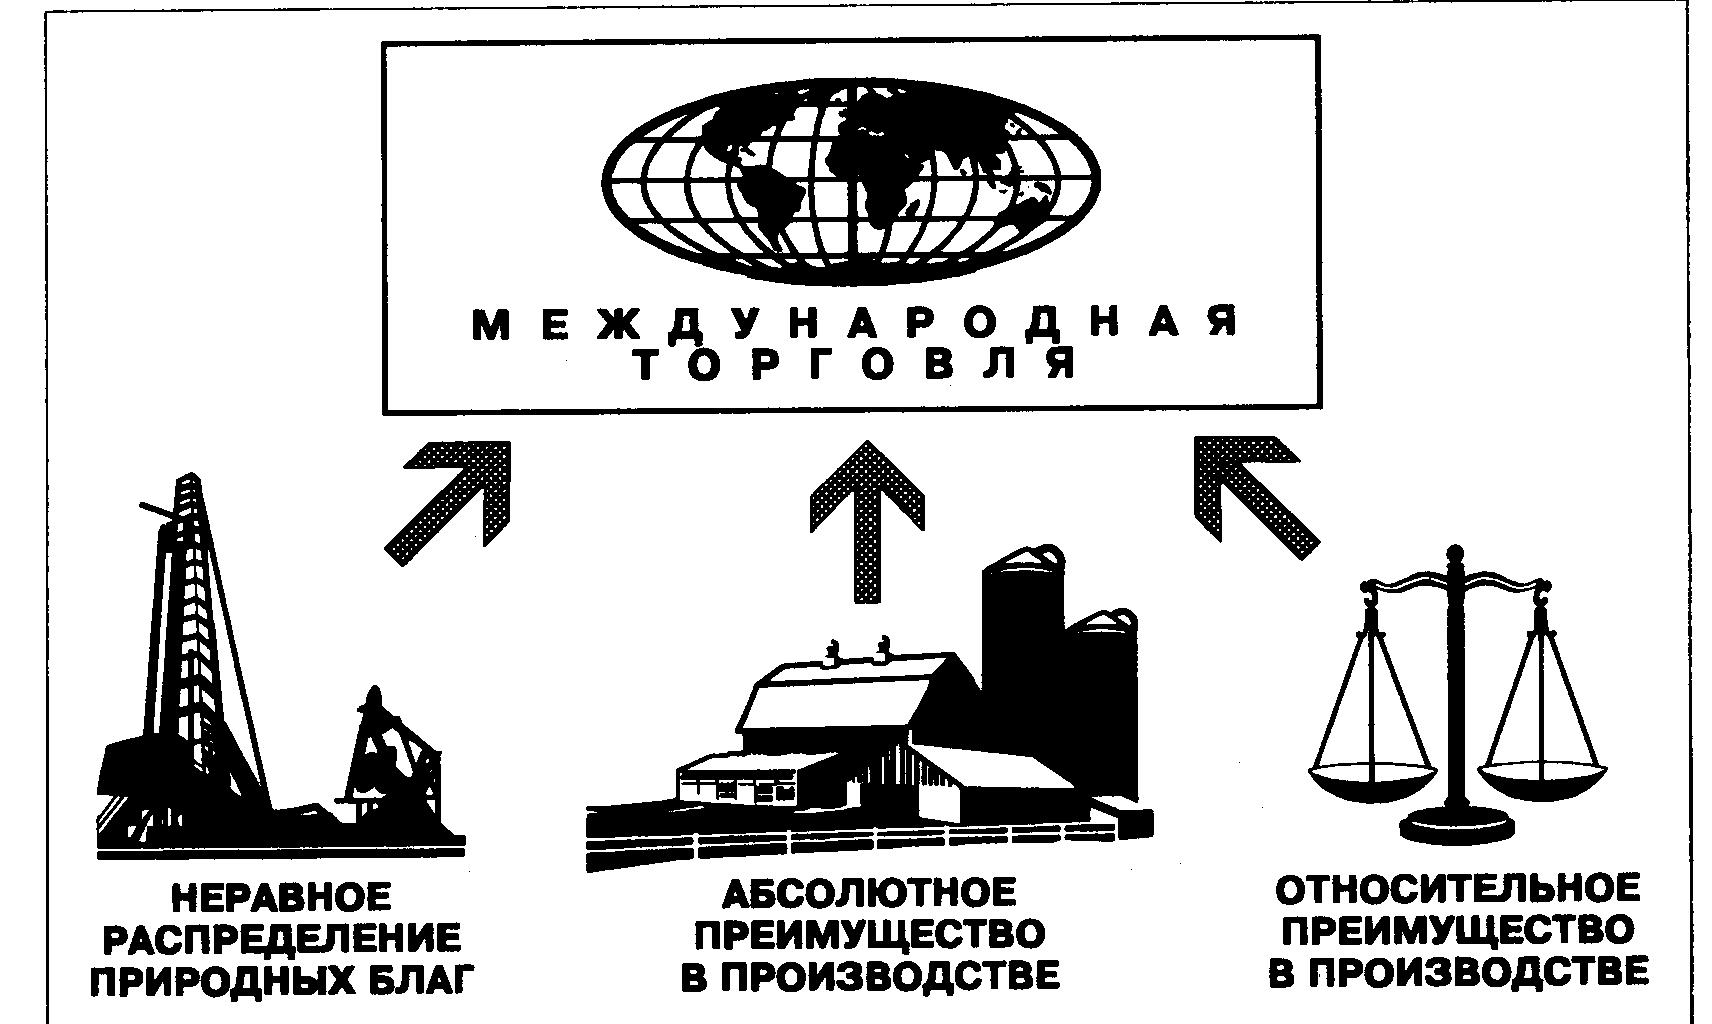 МЕЖДУНАРОДНАЯ
ТОРГОВЛЯ
НЕРАВНОЕ
РАСПРЕДЕЛЕНИЕ
ПРИРОДНЫХ БЛАГ
АБСОЛЮТНОЕ
ПРЕИМУЩЕСТВО
В ПРОИЗВОДСТВЕ
ОТНОСИТЕЛЬНОЕ
ПРЕИМУЩЕСТВО
В ПРОИЗВОДСТВЕ